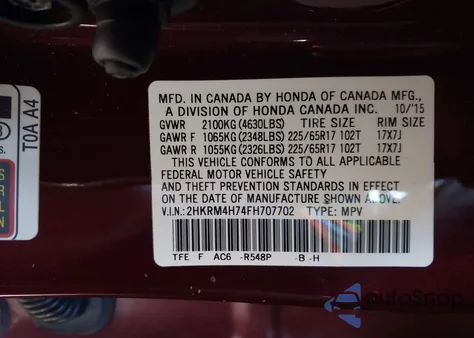 MFD. IN CANADA BY HONDA OF CANADA MFG.,
A DIVISION OF HONDA CANADA INC. 10/'15
GVWR 2100KG (4630LBS) TIRE SIZE RIM SIZE
GAWR F 1065KG (2348LBS) 225/65R17 102T 17X7J
GAWR R 1055KG (2326LBS) 225/65R17 102T 17X7J
THIS VEHICLE CONFORMS TO ALL APPLICABLE
FEDERAL MOTOR VEHICLE SAFETY
AND THEFT PREVENTION STANDARDS IN EFFECT
ON THE DATE OF MANUFACTURE SHOWN ABOVE.
V.I.N.: 2HKRM4H74FH707702 TYPE: MPV
TFE F AC6 -R548P -B -H
T0A A4
AutoSnap